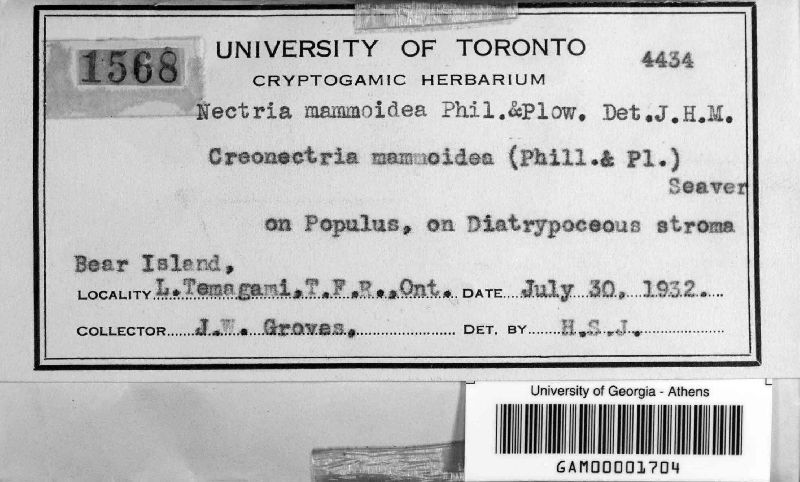 1568
UNIVERSITY OF TORONTO
4434
CRYPTOGAMIC HERBARIUM
Nectria mammoidea Phil.&Plow. Det.J.H.M.
Creonectria mammoidea (Phill.& Pl.)
Seaver
on Populus, on Diatrypoceous stroma
Bear Island,
LOCALITY L.Temagami,T.F.R.,Ont. DATE July 30, 1932.
COLLECTOR J.W. Groves, DET. BY H.S.J.
University of Georgia - Athens
GAM00001704